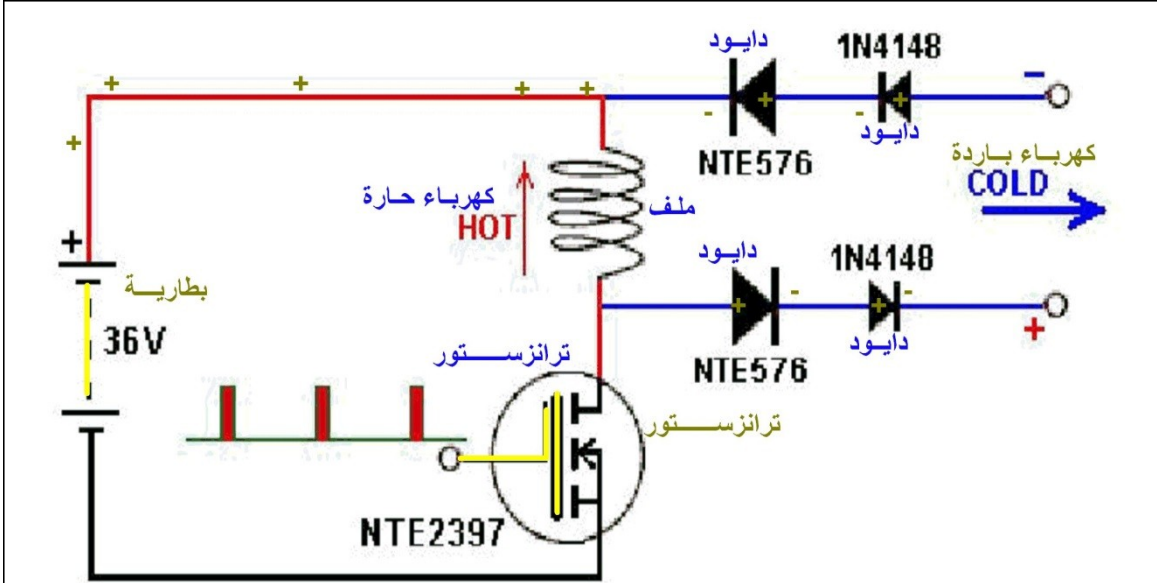 دايـود
1N4148
+ + + +
- + - +
-
+
دايـود
NTE576
كهربـاء بـاردة
COLD
كهربـاء حـارة
HOT
ملـف
+
دايـود
1N4148
بطاريـــة
+ - + -
36V
+
دايـود
ترانزســـــتور
NTE576
ترانزســـــتور
NTE2397